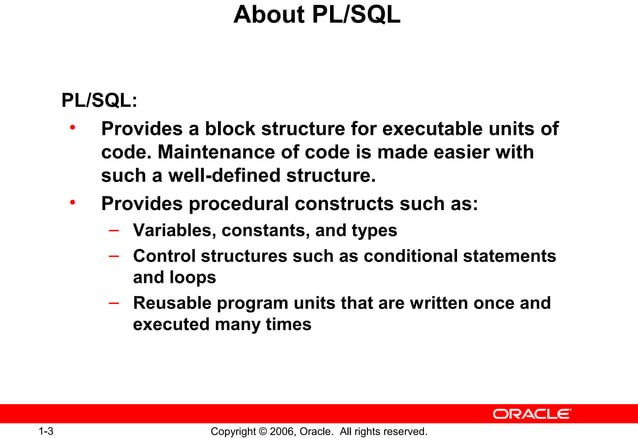 About PL/SQL
PL/SQL:
• Provides a block structure for executable units of
code. Maintenance of code is made easier with
such a well-defined structure.
• Provides procedural constructs such as:
– Variables, constants, and types
– Control structures such as conditional statements
and loops
– Reusable program units that are written once and
executed many times
ORACLE
1-3
Copyright © 2006, Oracle. All rights reserved.